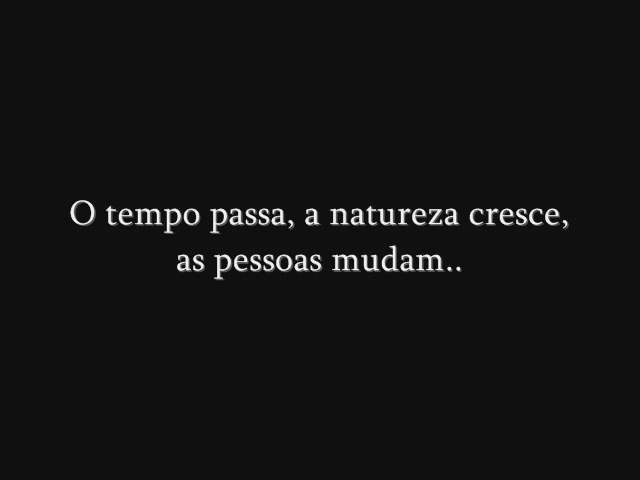 O tempo passa, a natureza cresce,
as pessoas mudam..